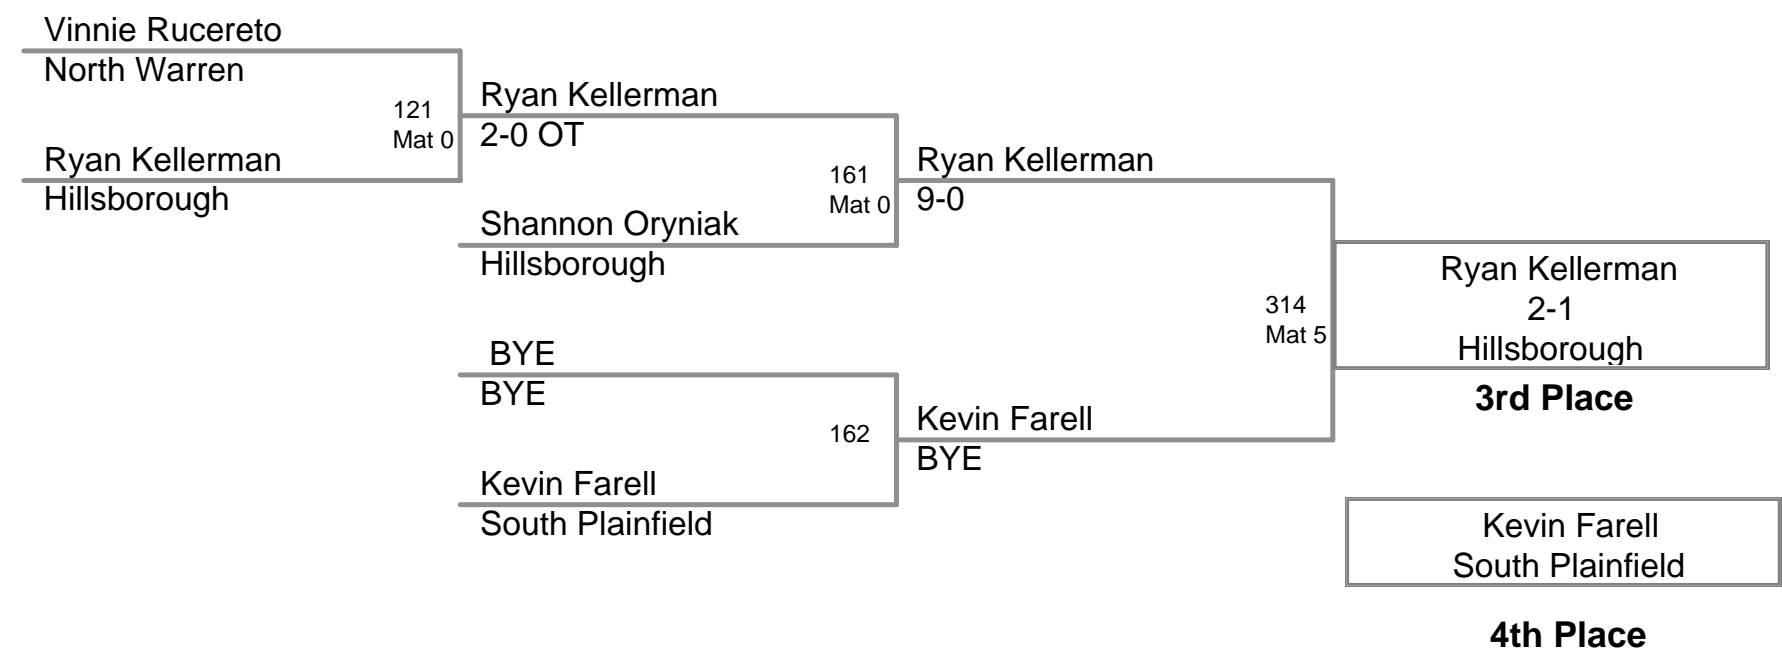 Vinnie Rucereto
North Warren
121
Mat 0
Ryan Kellerman
Hillsborough
Ryan Kellerman
2-0 OT
161
Mat 0
Shannon Oryniak
Hillsborough
Ryan Kellerman
9-0
BYE
BYE
162
Kevin Farell
South Plainfield
Kevin Farell
BYE
314
Mat 5
Ryan Kellerman
2-1
Hillsborough
3rd Place
Kevin Farell
South Plainfield
4th Place